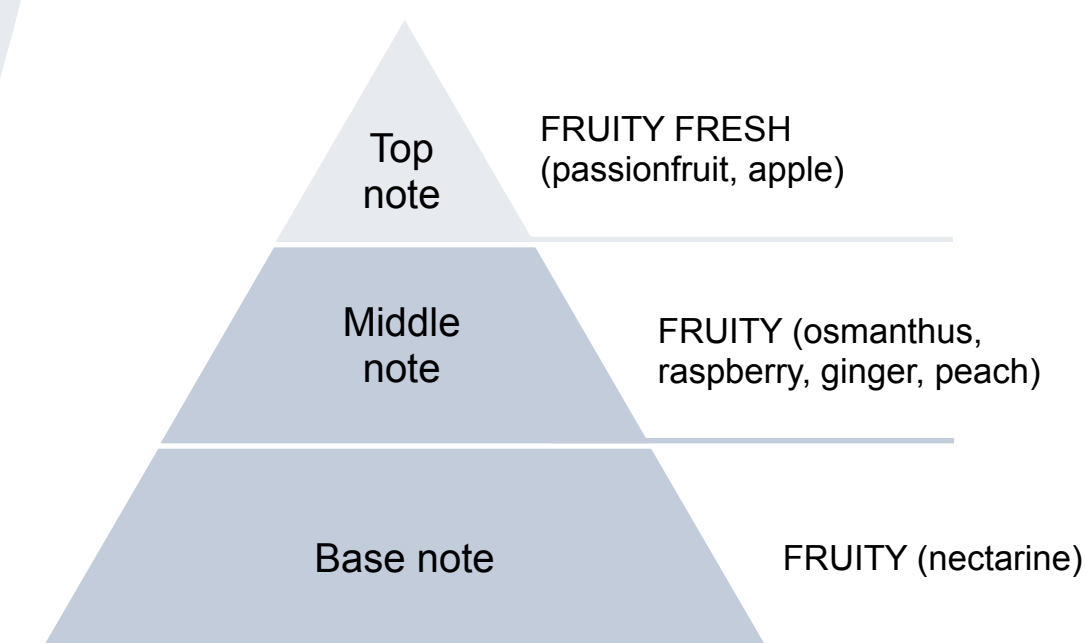 Top
note
FRUITY FRESH
(passionfruit, apple)
Middle
note
FRUITY (osmanthus,
raspberry, ginger, peach)
Base note
FRUITY (nectarine)